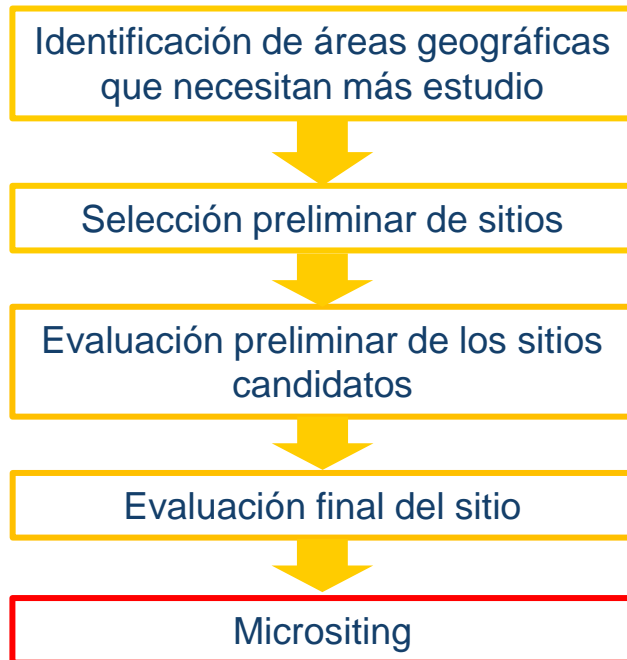 Identificación de áreas geográficas
que necesitan más estudio
Selección preliminar de sitios
Evaluación preliminar de los sitios
candidatos
Evaluación final del sitio
Micrositing